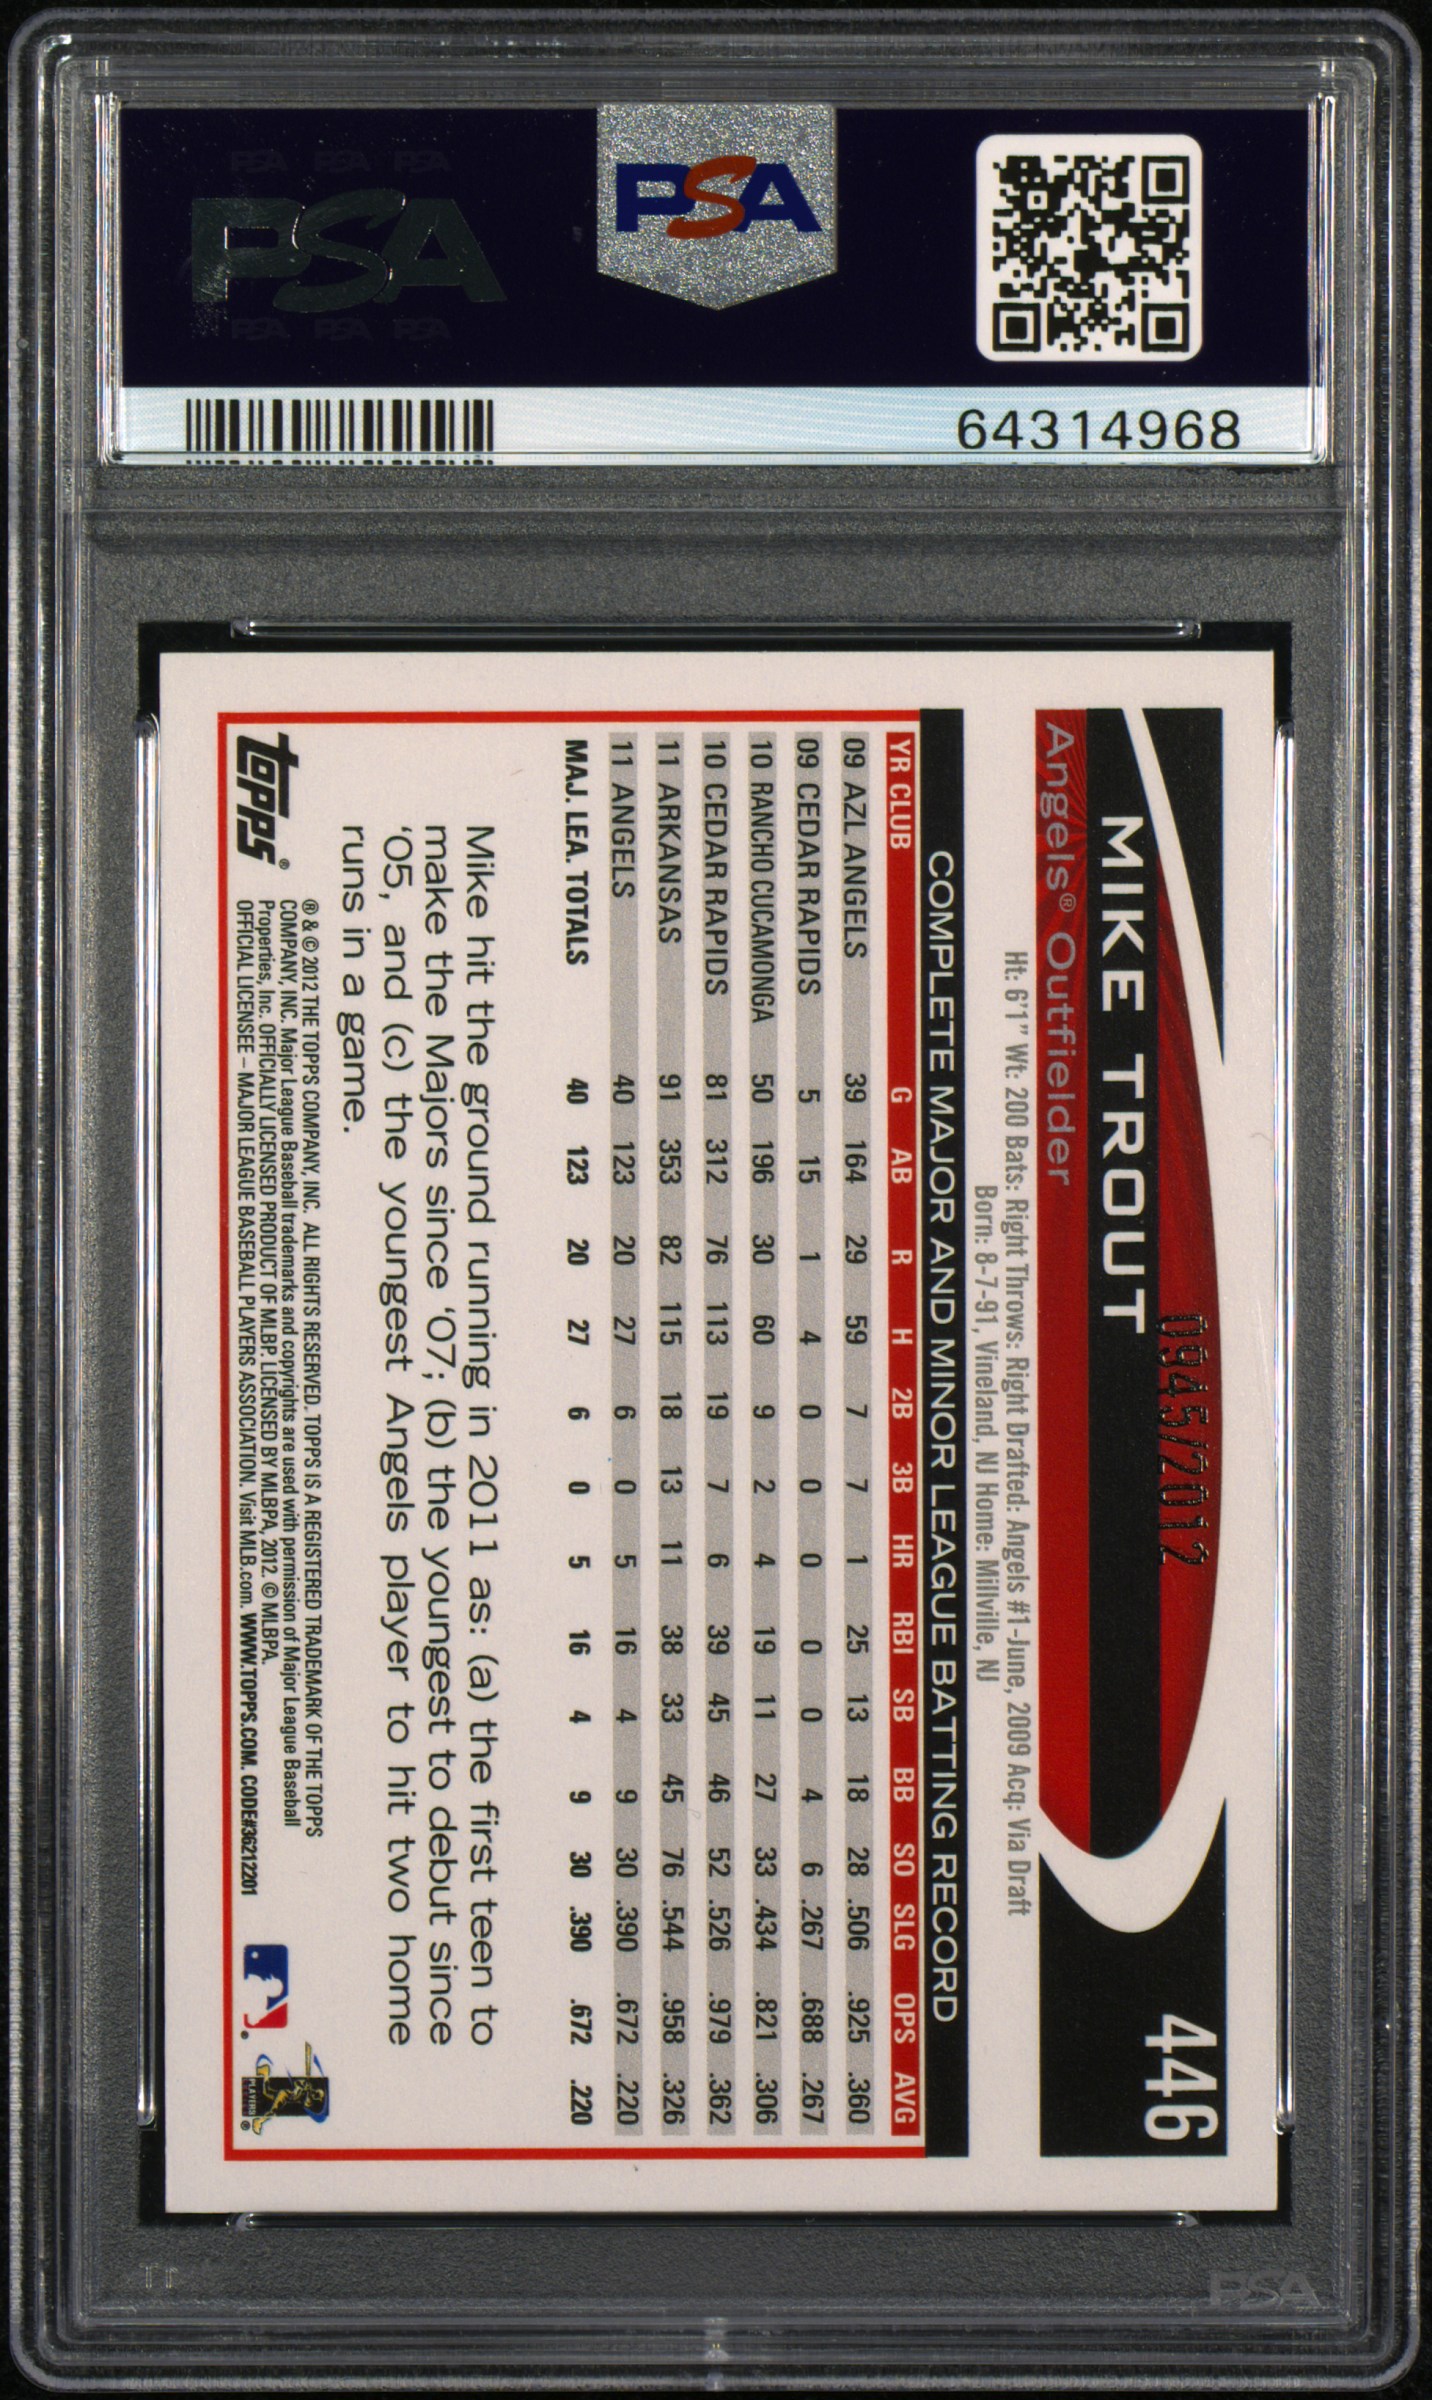 PSA PSA PSA
PSA
PSA PSA PSA
PSA
64314968
446
MIKE TROUT
0945/2012
Angels® Outfielder
Ht: 6'1" Wt: 200 Bats: Right Throws: Right Drafted: Angels #1-June, 2009 Acq: Via Draft
Born: 8-7-91, Vineland, NJ Home: Millville, NJ
COMPLETE MAJOR AND MINOR LEAGUE BATTING RECORD
YR CLUB G AB R H 2B 3B HR RBI SB BB SO SLG OPS AVG
09 AZL ANGELS 39 164 29 59 7 7 1 25 13 18 28 .506 .925 .360
09 CEDAR RAPIDS 5 15 1 4 0 0 0 0 0 4 6 .267 .688 .267
10 RANCHO CUCAMONGA 50 196 30 60 9 2 4 19 11 27 33 .434 .821 .306
10 CEDAR RAPIDS 81 312 76 113 19 7 6 39 45 46 52 .526 .979 .362
11 ARKANSAS 91 353 82 115 18 13 11 38 33 45 76 .544 .958 .326
11 ANGELS 40 123 20 27 6 0 5 16 4 9 30 .390 .672 .220
MAJ. LEA. TOTALS 40 123 20 27 6 0 5 16 4 9 30 .390 .672 .220
Mike hit the ground running in 2011 as: (a) the first teen to
make the Majors since '07; (b) the youngest to debut since
'05, and (c) the youngest Angels player to hit two home
runs in a game.
topps®
® & © 2012 THE TOPPS COMPANY, INC. ALL RIGHTS RESERVED. TOPPS IS A REGISTERED TRADEMARK OF THE TOPPS
COMPANY, INC. Major League Baseball trademarks and copyrights are used with permission of Major League Baseball
Properties, Inc. OFFICIALLY LICENSED PRODUCT OF MLBP. LICENSED BY MLBPA, 2012. © MLBPA.
OFFICIAL LICENSEE – MAJOR LEAGUE BASEBALL PLAYERS ASSOCIATION. Visit MLB.com. WWW.TOPPS.COM. CODE#36212201
PLAYERS
PSA